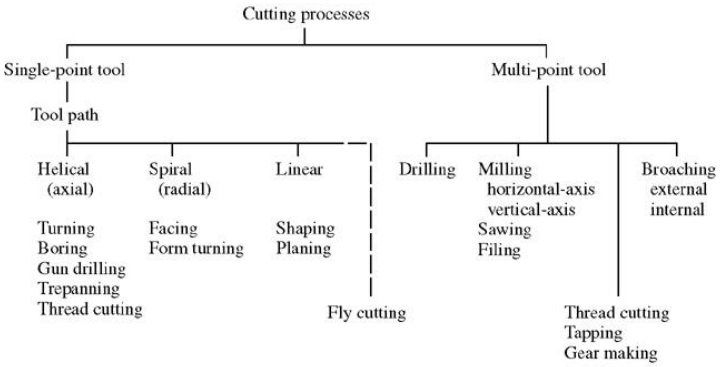 Cutting processes
Single-point tool
Multi-point tool
Tool path
Helical
(axial)
Spiral
(radial)
Linear
Drilling
Milling
horizontal-axis
vertical-axis
Sawing
Filing
Broaching
external
internal
Turning
Boring
Gun drilling
Trepanning
Thread cutting
Facing
Form turning
Shaping
Planing
Fly cutting
Thread cutting
Tapping
Gear making